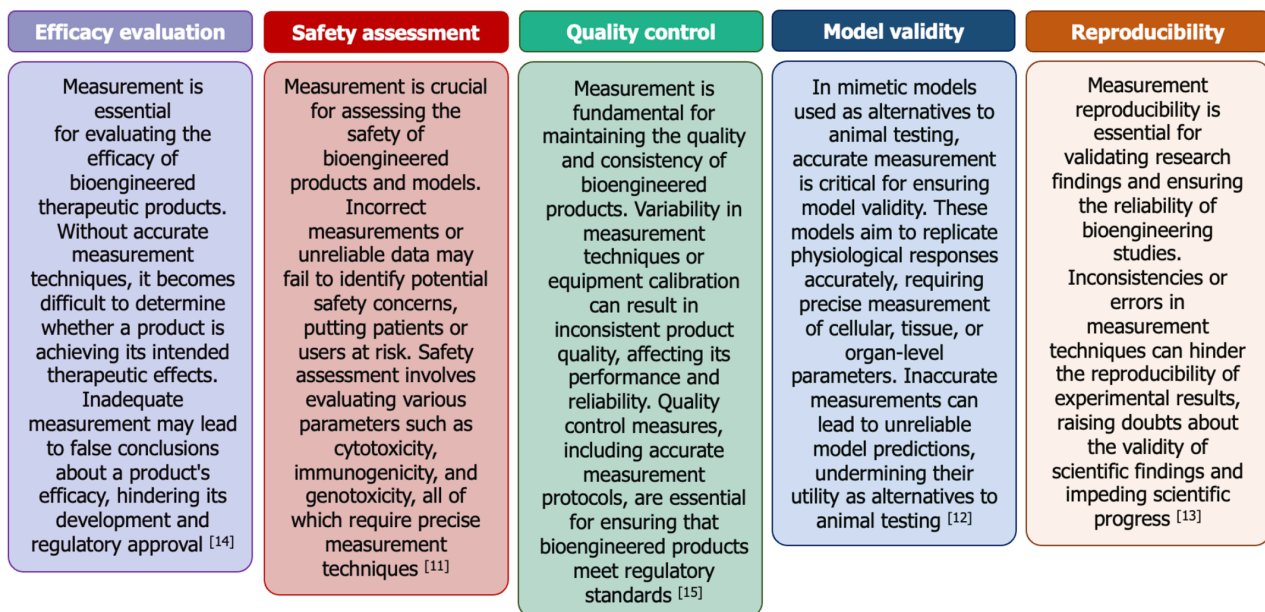 Efficacy evaluation
Measurement is
essential
for evaluating the
efficacy of
bioengineered
therapeutic products.
Without accurate
measurement
techniques, it becomes
difficult to determine
whether a product is
achieving its intended
therapeutic effects.
Inadequate
measurement may lead
to false conclusions
about a product's
efficacy, hindering its
development and
regulatory approval [14]
Safety assessment
Measurement is crucial
for assessing the
safety of
bioengineered
products and models.
Incorrect
measurements or
unreliable data may
fail to identify potential
safety concerns,
putting patients or
users at risk. Safety
assessment involves
evaluating various
parameters such as
cytotoxicity,
immunogenicity, and
genotoxicity, all of
which require precise
measurement
techniques [11]
Quality control
Measurement is
fundamental for
maintaining the quality
and consistency of
bioengineered
products. Variability in
measurement
techniques or
equipment calibration
can result in
inconsistent product
quality, affecting its
performance and
reliability. Quality
control measures,
including accurate
measurement
protocols, are essential
for ensuring that
bioengineered products
meet regulatory
standards [15]
Model validity
In mimetic models
used as alternatives to
animal testing,
accurate measurement
is critical for ensuring
model validity. These
models aim to replicate
physiological responses
accurately, requiring
precise measurement
of cellular, tissue, or
organ-level
parameters. Inaccurate
measurements can
lead to unreliable
model predictions,
undermining their
utility as alternatives to
animal testing [12]
Reproducibility
Measurement
reproducibility is
essential for
validating research
findings and ensuring
the reliability of
bioengineering
studies.
Inconsistencies or
errors in
measurement
techniques can hinder
the reproducibility of
experimental results,
raising doubts about
the validity of
scientific findings and
impeding scientific
progress [13]